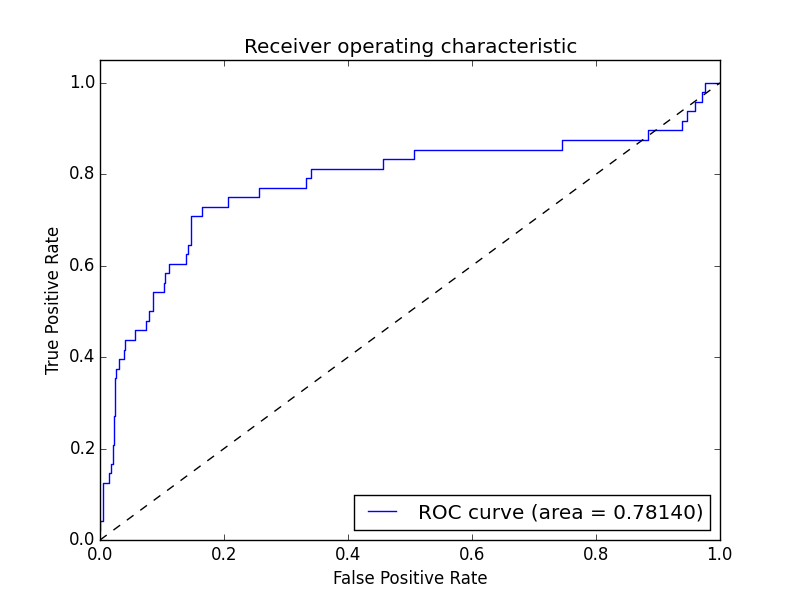 Receiver operating characteristic
1.0
0.8
0.6
0.4
0.2
0.0
True Positive Rate
ROC curve (area = 0.78140)
0.0 0.2 0.4 0.6 0.8 1.0
False Positive Rate